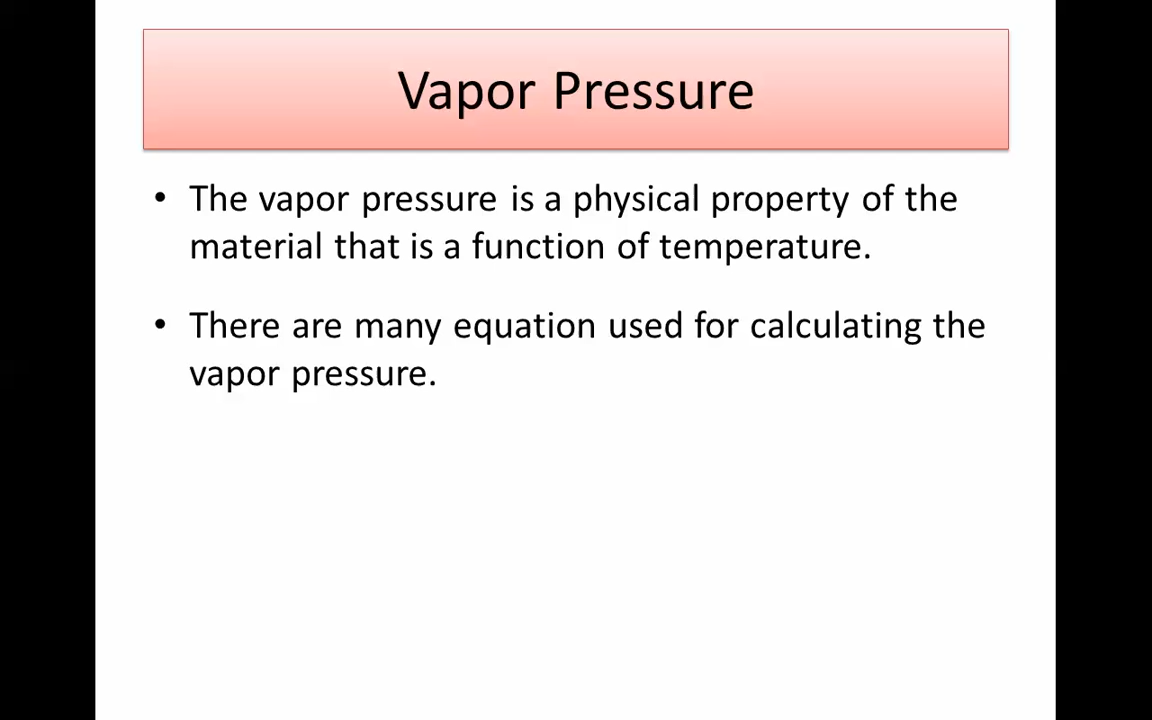 Vapor Pressure
• The vapor pressure is a physical property of the
material that is a function of temperature.
• There are many equation used for calculating the
vapor pressure.